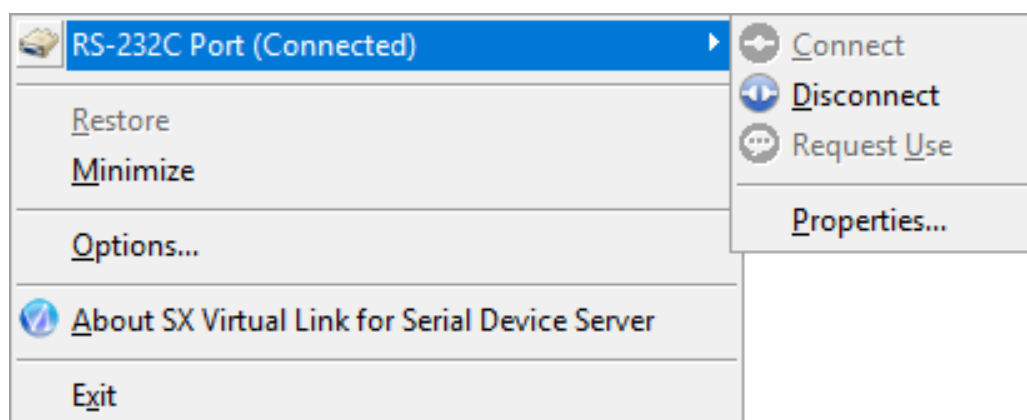 RS-232C Port (Connected)
Restore
Minimize
Options...
About SX Virtual Link for Serial Device Server
Exit
Connect
Disconnect
Request Use
Properties...